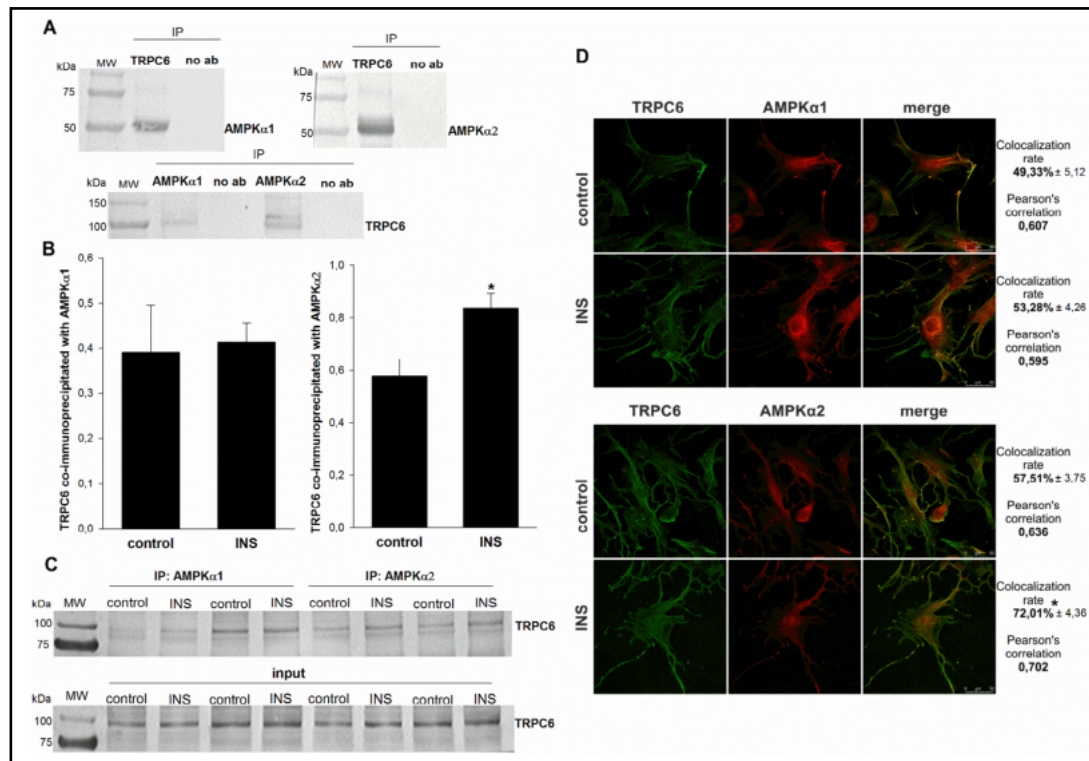 A
IP
MW TRPC6 no ab
kDa
75
50
AMPKα1
IP
MW TRPC6 no ab
kDa
75
50
AMPKα2
IP
kDa MW AMPKα1 no ab AMPKα2 no ab
150
100
TRPC6
B
TRPC6 co-immunoprecipitated with AMPKα1
0,6
0,5
0,4
0,3
0,2
0,1
0,0
control INS
TRPC6 co-immunoprecipitated with AMPKα2
1,0
0,8
0,6
0,4
0,2
0,0
*
control INS
C
IP: AMPKα1 IP: AMPKα2
kDa MW control INS control INS control INS control INS
100
75
TRPC6
input
kDa MW control INS control INS control INS control INS
100
75
TRPC6
D
TRPC6 AMPKα1 merge
control
Colocalization
rate
49,33% ± 5,12
Pearson's
correlation
0,607
INS
Colocalization
rate
53,28% ± 4,26
Pearson's
correlation
0,595
TRPC6 AMPKα2 merge
control
Colocalization
rate
57,51% ± 3,75
Pearson's
correlation
0,636
INS
Colocalization
rate *
72,01% ± 4,36
Pearson's
correlation
0,702